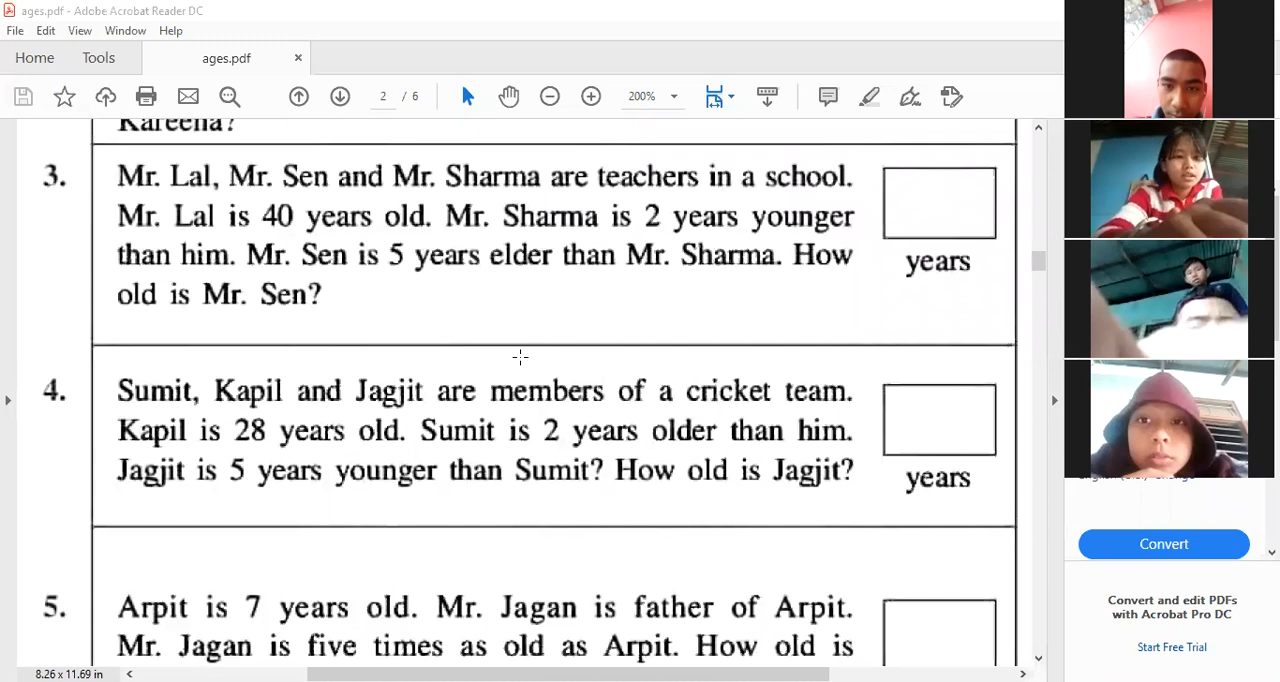 ages.pdf - Adobe Acrobat Reader DC
File Edit View Window Help
Home Tools ages.pdf ×
2 / 6 200%
Kareena?
3. Mr. Lal, Mr. Sen and Mr. Sharma are teachers in a school.
Mr. Lal is 40 years old. Mr. Sharma is 2 years younger
than him. Mr. Sen is 5 years elder than Mr. Sharma. How
old is Mr. Sen?
years
4. Sumit, Kapil and Jagjit are members of a cricket team.
Kapil is 28 years old. Sumit is 2 years older than him.
Jagjit is 5 years younger than Sumit? How old is Jagjit?
years
5. Arpit is 7 years old. Mr. Jagan is father of Arpit.
Mr. Jagan is five times as old as Arpit. How old is
Convert
Convert and edit PDFs
with Acrobat Pro DC
Start Free Trial
8.26 x 11.69 in